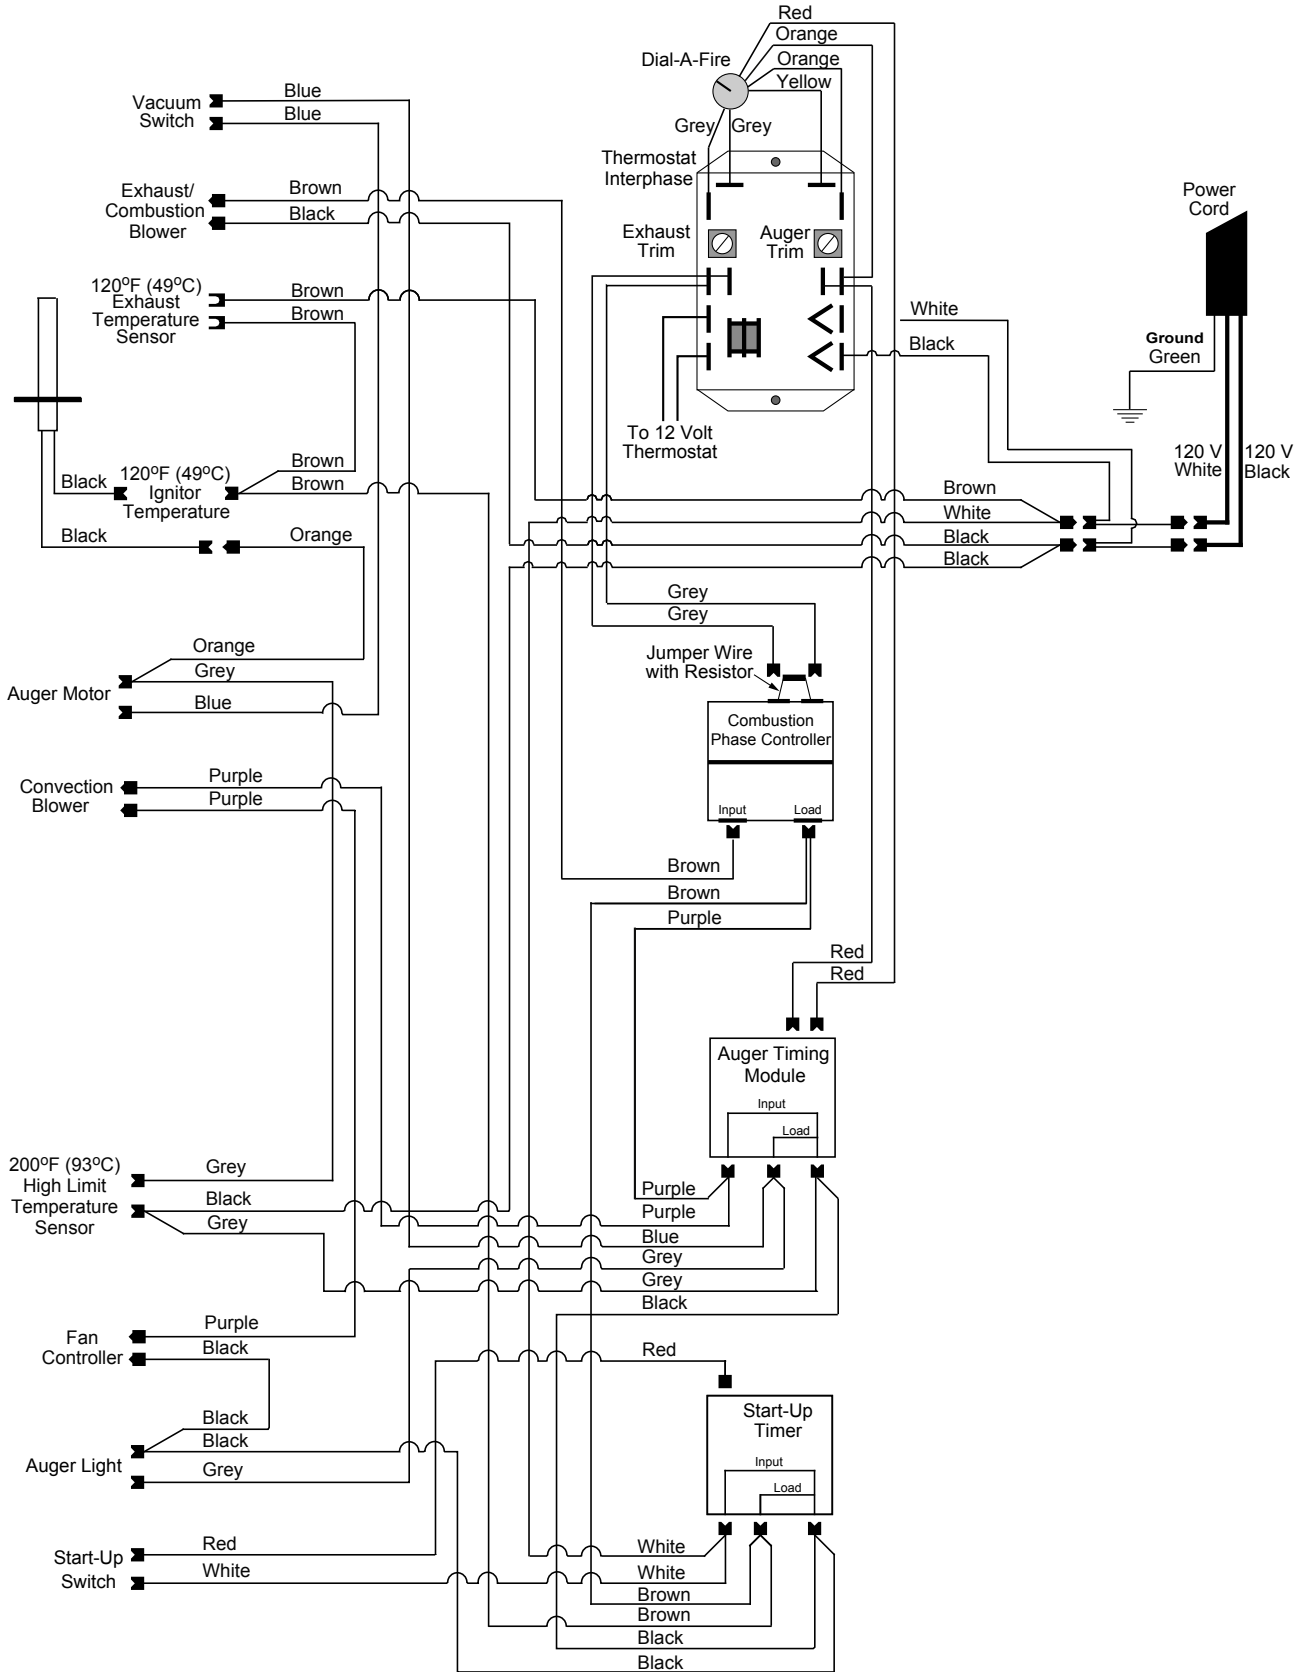 Red
Orange
Dial-A-Fire
Orange
Yellow
Blue
Vacuum
Switch
Blue
Grey
Grey
Thermostat
Interphase
Exhaust/
Combustion
Blower
Brown
Black
Power
Cord
Exhaust
Trim
Auger
Trim
120°F (49°C)
Exhaust
Temperature
Sensor
Brown
Brown
White
Black
Ground
Green
To 12 Volt
Thermostat
120 V
White
120 V
Black
Brown
Black
120°F (49°C)
Ignitor
Temperature
Brown
Brown
White
Black
Black
Black
Orange
Grey
Grey
Orange
Grey
Auger Motor
Blue
Jumper Wire
with Resistor
Combustion
Phase Controller
Convection
Blower
Purple
Purple
Input
Load
Brown
Brown
Purple
Red
Red
Auger Timing
Module
Input
Load
200°F (93°C)
High Limit
Temperature
Sensor
Grey
Black
Grey
Purple
Purple
Blue
Grey
Grey
Black
Fan
Controller
Purple
Black
Red
Start-Up
Timer
Input
Load
Black
Black
Auger Light
Grey
Start-Up
Switch
Red
White
White
White
Brown
Brown
Black
Black